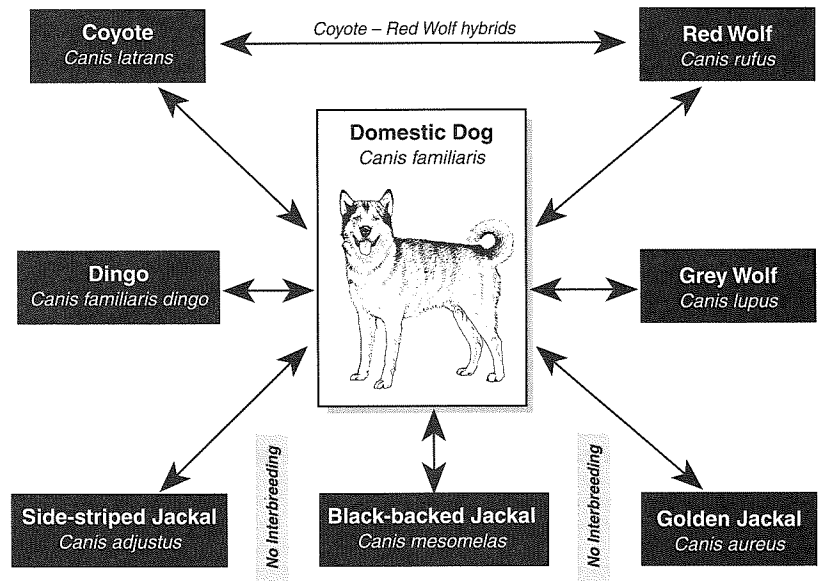 Coyote
Canis latrans
Coyote – Red Wolf hybrids
Red Wolf
Canis rufus
Domestic Dog
Canis familiaris
Dingo
Canis familiaris dingo
Grey Wolf
Canis lupus
Side-striped Jackal
Canis adjustus
No Interbreeding
Black-backed Jackal
Canis mesomelas
No Interbreeding
Golden Jackal
Canis aureus